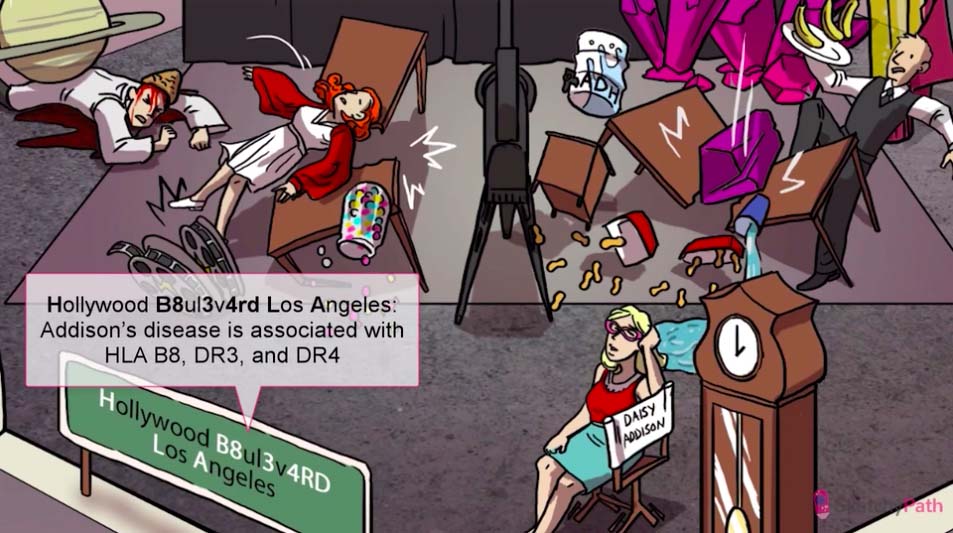 ADH
Hollywood B8ul3v4rd Los Angeles:
Addison's disease is associated with
HLA B8, DR3, and DR4
Hollywood B8ul3v4RD
Los Angeles
DAISY
ADDISON
SketchyPath